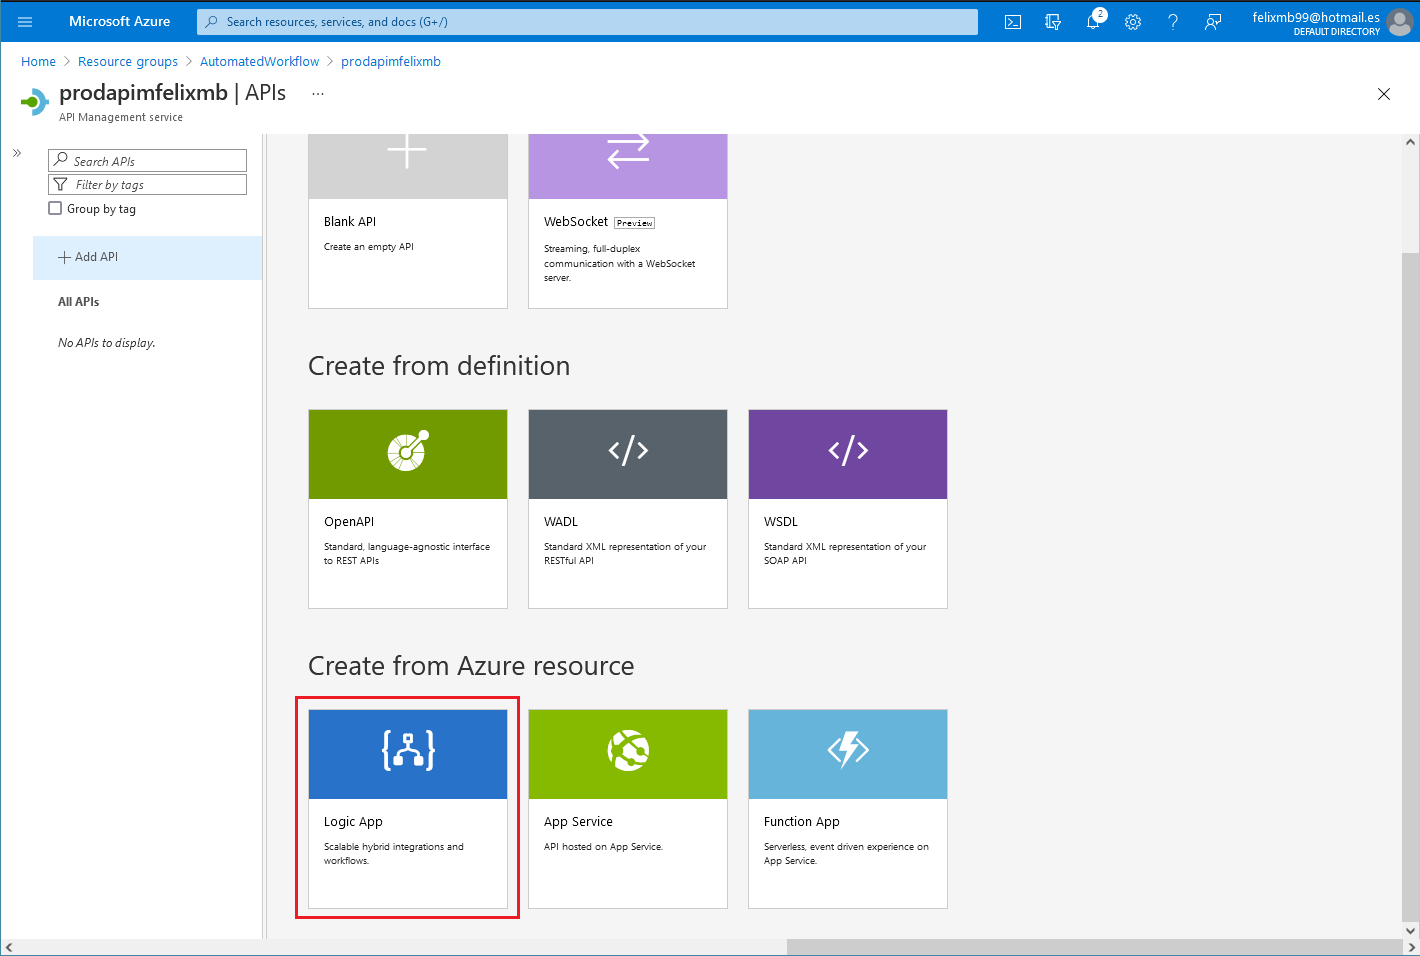 Microsoft Azure
Search resources, services, and docs (G+/)
2
felixmb99@hotmail.es
DEFAULT DIRECTORY
Home > Resource groups > AutomatedWorkflow > prodapimfelixmb
prodapimfelixmb | APIs ...
API Management service
»
Search APIs
Filter by tags
Group by tag
+ Add API
All APIs
No APIs to display.
Blank API
Create an empty API
WebSocket Preview
Streaming, full-duplex
communication with a WebSocket
server.
Create from definition
OpenAPI
Standard, language-agnostic interface
to REST APIs
WADL
Standard XML representation of your
RESTful API
WSDL
Standard XML representation of your
SOAP API
Create from Azure resource
Logic App
Scalable hybrid integrations and
workflows.
App Service
API hosted on App Service.
Function App
Serverless, event driven experience on
App Service.